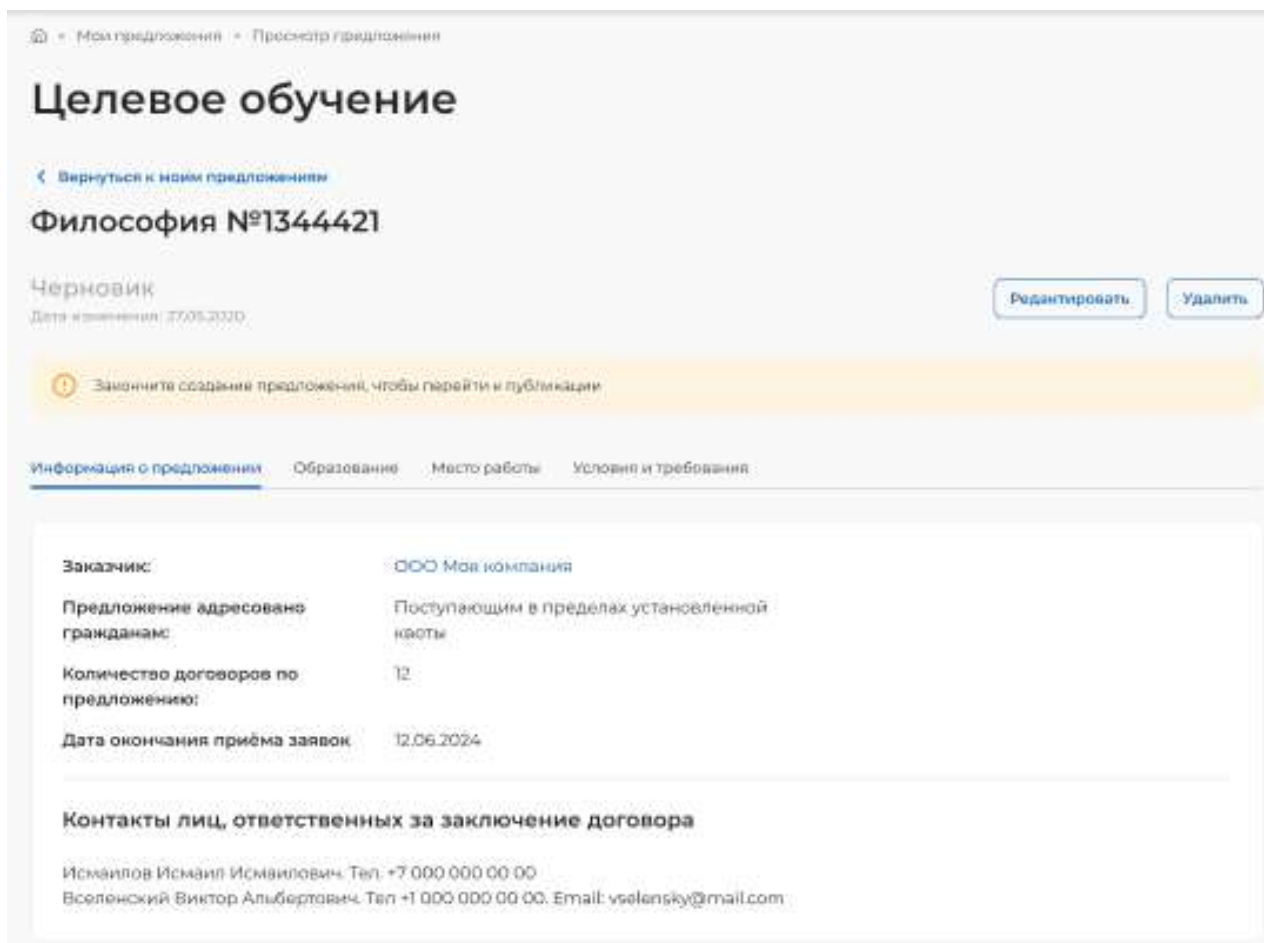 Мои предложения • Просмотр предложения
Целевое обучение
Вернуться к моим предложениям
Философия №1344421
Черновик
Дата изменения: 27.05.2020
Редактировать Удалить
Закончите создание предложения, чтобы перейти к публикации
Информация о предложении Образование Место работы Условия и требования
Заказчик: ООО Моя компания
Предложение адресовано Поступающим в пределах установленной
гражданам: квоты
Количество договоров по 12
предложению:
Дата окончания приёма заявок 12.06.2024
Контакты лиц, ответственных за заключение договора
Исмаилов Исмаил Исмаилович. Тел. +7 000 000 00 00
Вселенский Виктор Альбертович. Тел +1 000 000 00 00. Email: vselensky@mail.com